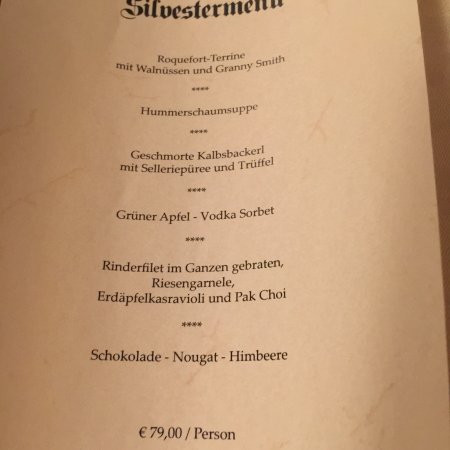 Silvestermenü
Roquefort-Terrine
mit Walnüssen und Granny Smith
****
Hummerschaumsuppe
****
Geschmorte Kalbsbackerl
mit Selleriepüree und Trüffel
****
Grüner Apfel - Vodka Sorbet
****
Rinderfilet im Ganzen gebraten,
Riesengarnele,
Erdäpfelkasravioli und Pak Choi
****
Schokolade - Nougat - Himbeere
€ 79,00 / Person